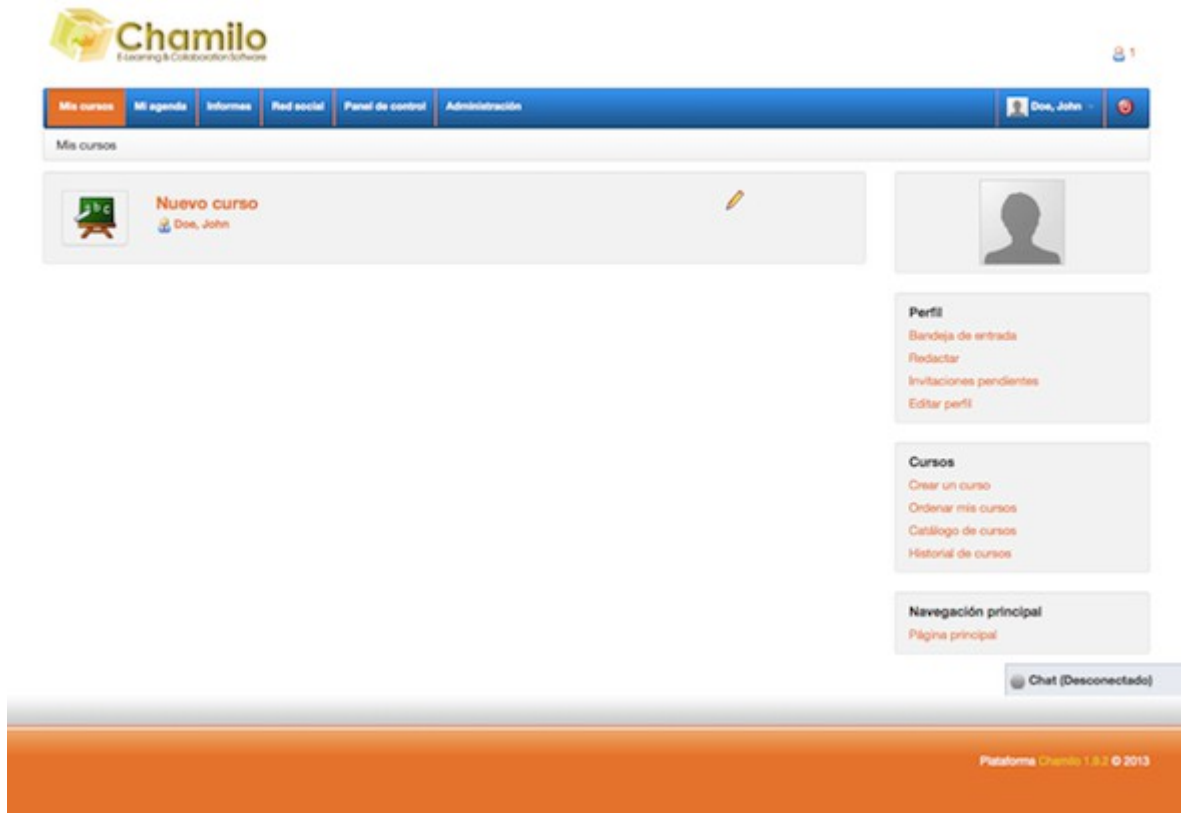 Chamilo
E-Learning & Collaboration Software
1
Mis cursos Mi agenda Informes Red social Panel de control Administración Doe, John
Mis cursos
abc
Nuevo curso
Doe, John
Perfil
Bandeja de entrada
Redactar
Invitaciones pendientes
Editar perfil
Cursos
Crear un curso
Ordenar mis cursos
Catálogo de cursos
Historial de cursos
Navegación principal
Página principal
Chat (Desconectado)
Plataforma Chamilo 1.9.2 © 2013